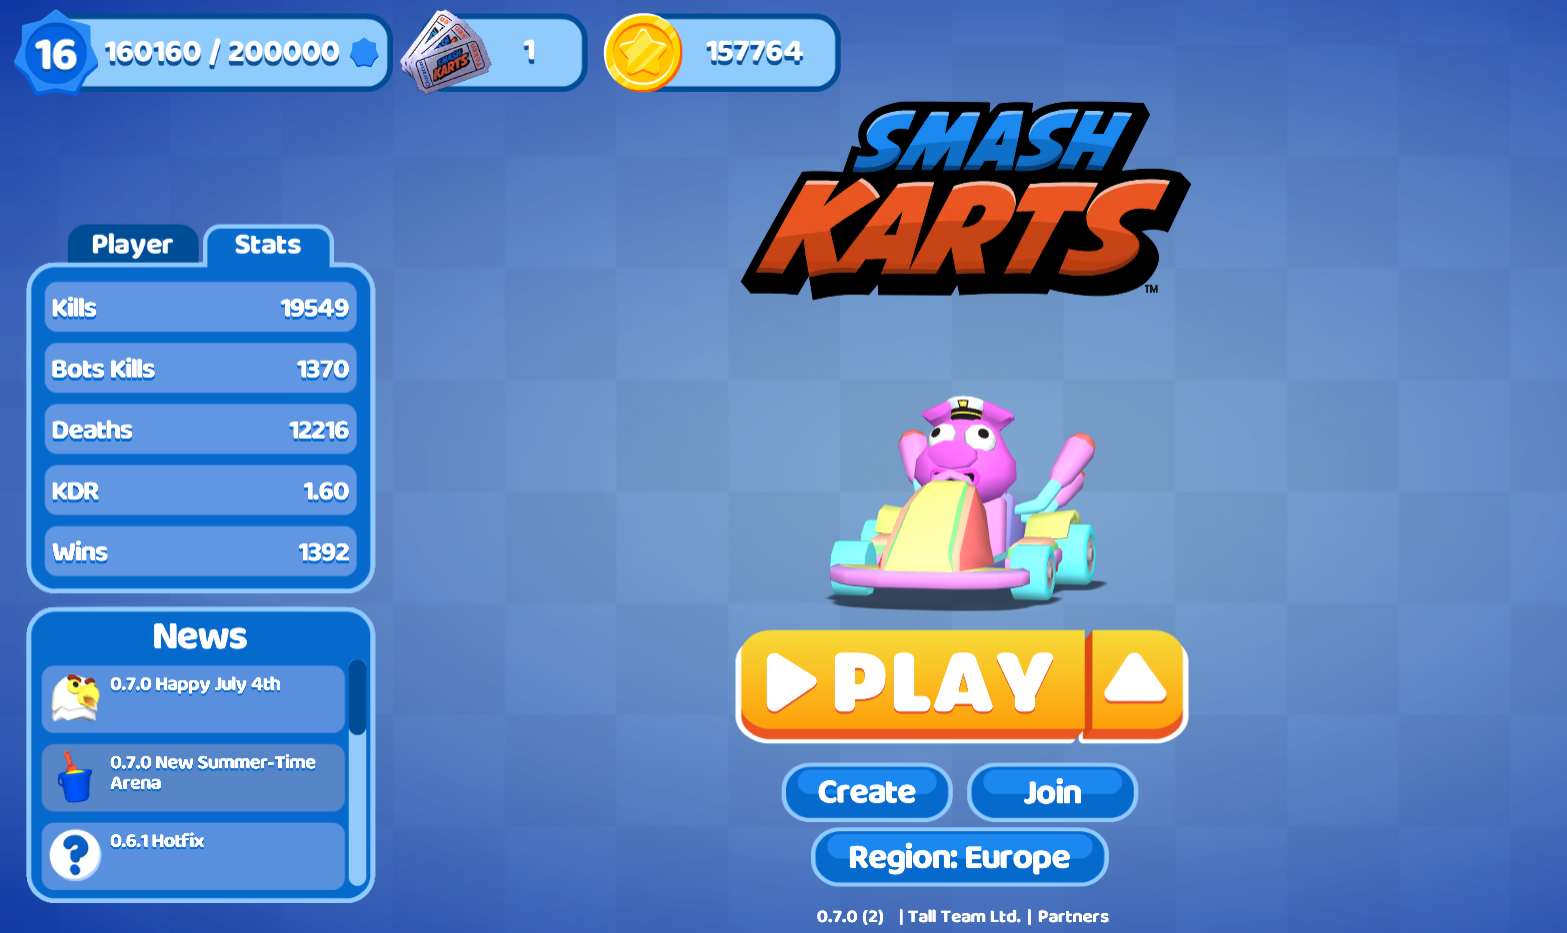 16
160160 / 200000
SMASH
KARTS
1
157764
SMASH
KARTS
TM
Player
Stats
Kills
19549
Bots Kills
1370
Deaths
12216
KDR
1.60
Wins
1392
News
0.7.0 Happy July 4th
0.7.0 New Summer-Time
Arena
?
0.6.1 Hotfix
PLAY
Create
Join
Region: Europe
0.7.0 (2) | Tall Team Ltd. | Partners